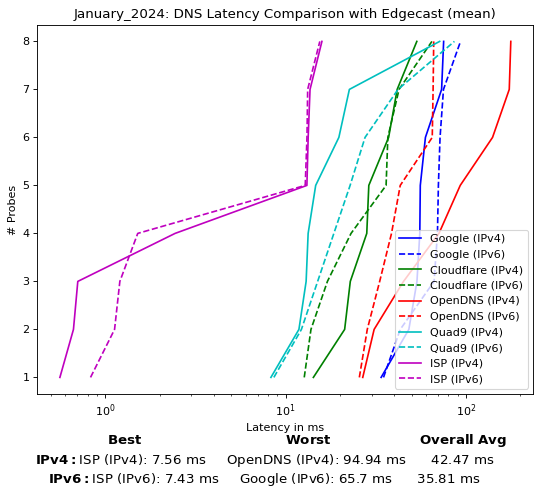 January_2024: DNS Latency Comparison with Edgecast (mean)
8
7
6
5
4
3
2
1
# Probes
Google (IPv4)
Google (IPv6)
Cloudflare (IPv4)
Cloudflare (IPv6)
OpenDNS (IPv4)
OpenDNS (IPv6)
Quad9 (IPv4)
Quad9 (IPv6)
ISP (IPv4)
ISP (IPv6)
10⁰ 10¹ 10²
Latency in ms
Best Worst Overall Avg
IPv4: ISP (IPv4): 7.56 ms OpenDNS (IPv4): 94.94 ms 42.47 ms
IPv6: ISP (IPv6): 7.43 ms Google (IPv6): 65.7 ms 35.81 ms